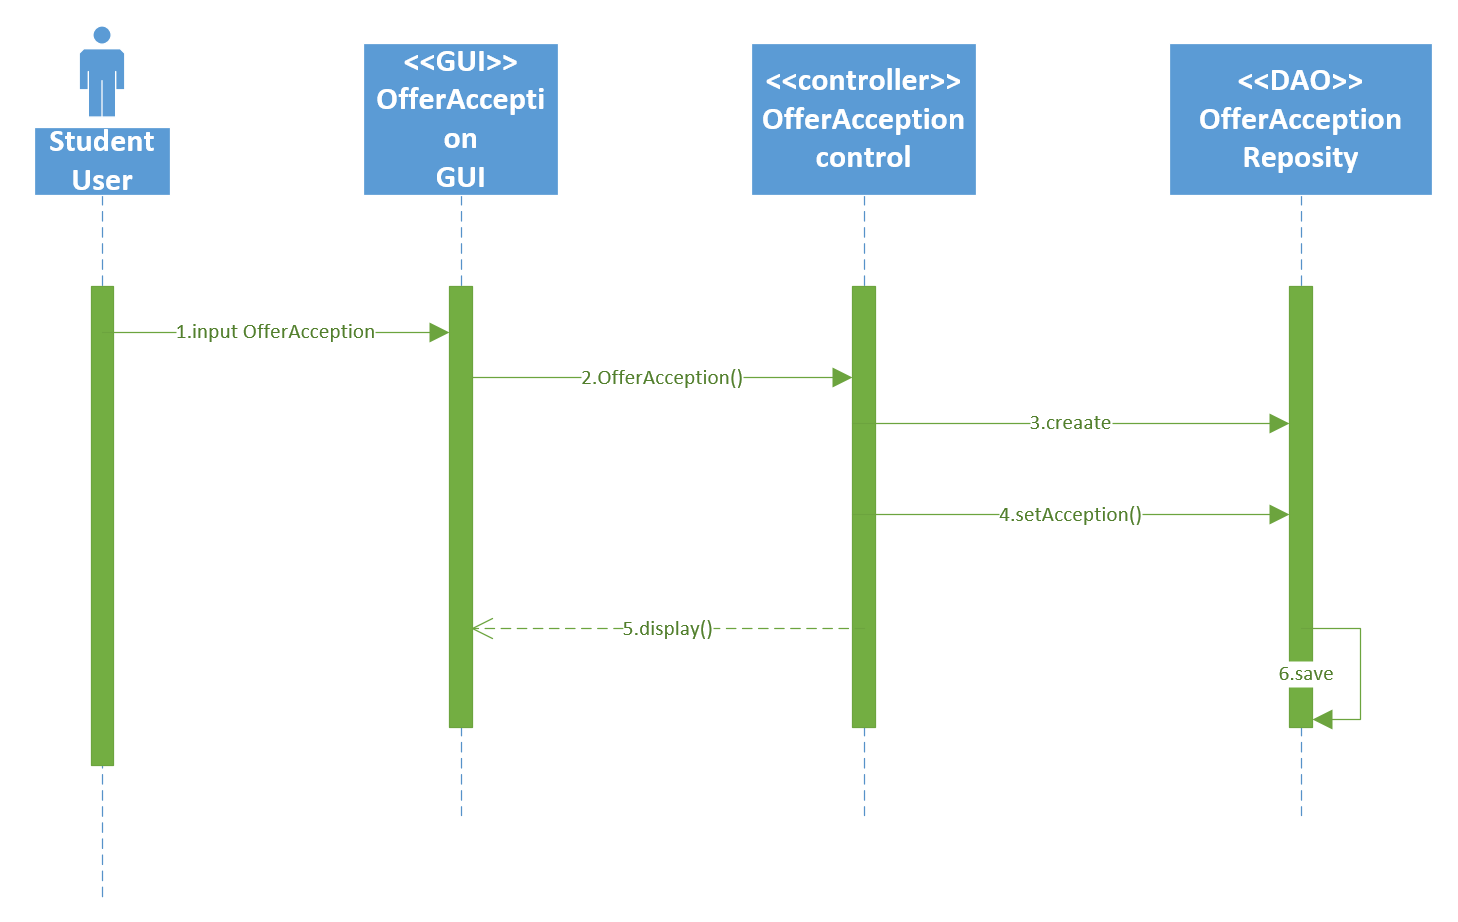 Student
User
<<GUI>>
OfferAccepti
on
GUI
<<controller>>
OfferAcception
control
<<DAO>>
OfferAcception
Reposity
1.input OfferAcception
2.OfferAcception()
3.creaate
4.setAcception()
5.display()
6.save